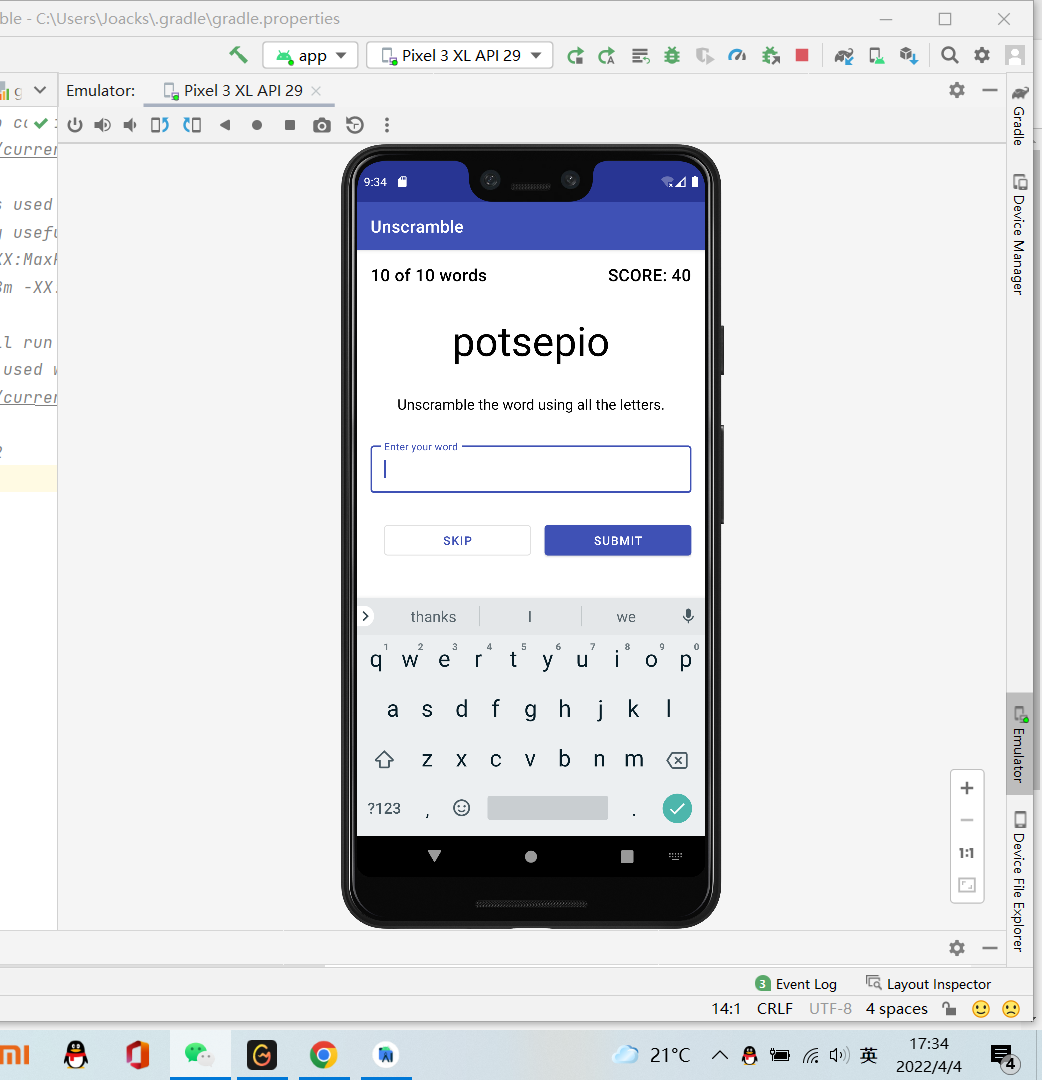 ble - C:\Users\Joacks\.gradle\gradle.properties
app
Pixel 3 XL API 29
Emulator:
Pixel 3 XL API 29
g
/curren
s used
g usefu
XX:Max
m -XX
l run
used w
/curren
Gradle
Device Manager
Emulator
Device File Explorer
9:34
Unscramble
10 of 10 words
SCORE: 40
potsepio
Unscramble the word using all the letters.
Enter your word
SKIP
SUBMIT
thanks
I
we
1 2 3 4 5 6 7 8 9 0
q w e r t y u i o p
a s d f g h j k l
z x c v b n m
?123 , .
1:1
3 Event Log
Layout Inspector
14:1 CRLF UTF-8 4 spaces
21°C
英
17:34
2022/4/4
4